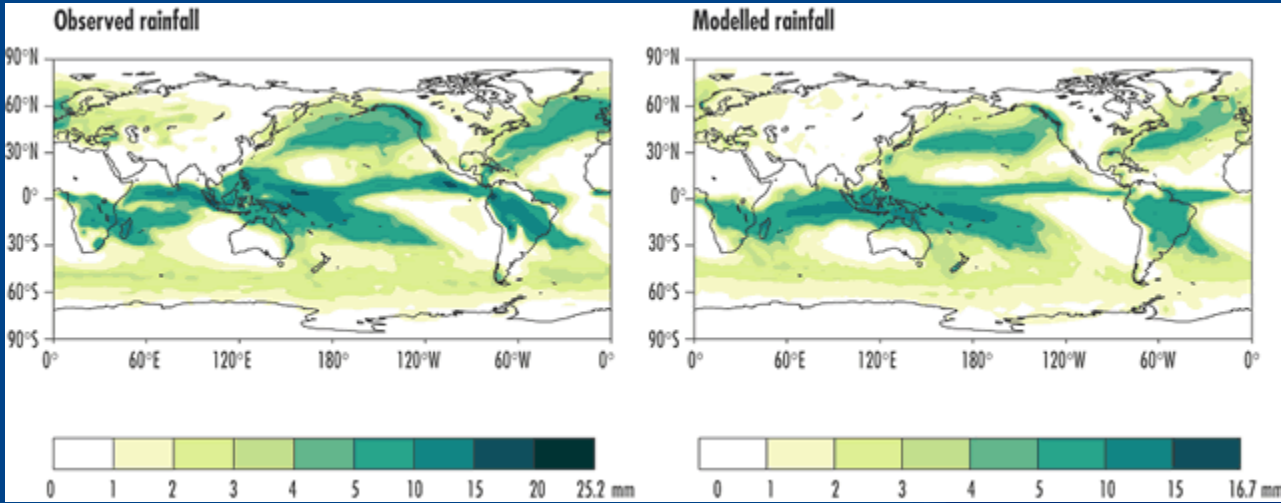 Observed rainfall
90°N
60°N
30°N
0°
30°S
60°S
90°S
0° 60°E 120°E 180° 120°W 60°W 0°
0 1 2 3 4 5 10 15 20 25.2 mm
Modelled rainfall
90°N
60°N
30°N
0°
30°S
60°S
90°S
0° 60°E 120°E 180° 120°W 60°W 0°
0 1 2 3 4 5 10 15 16.7 mm